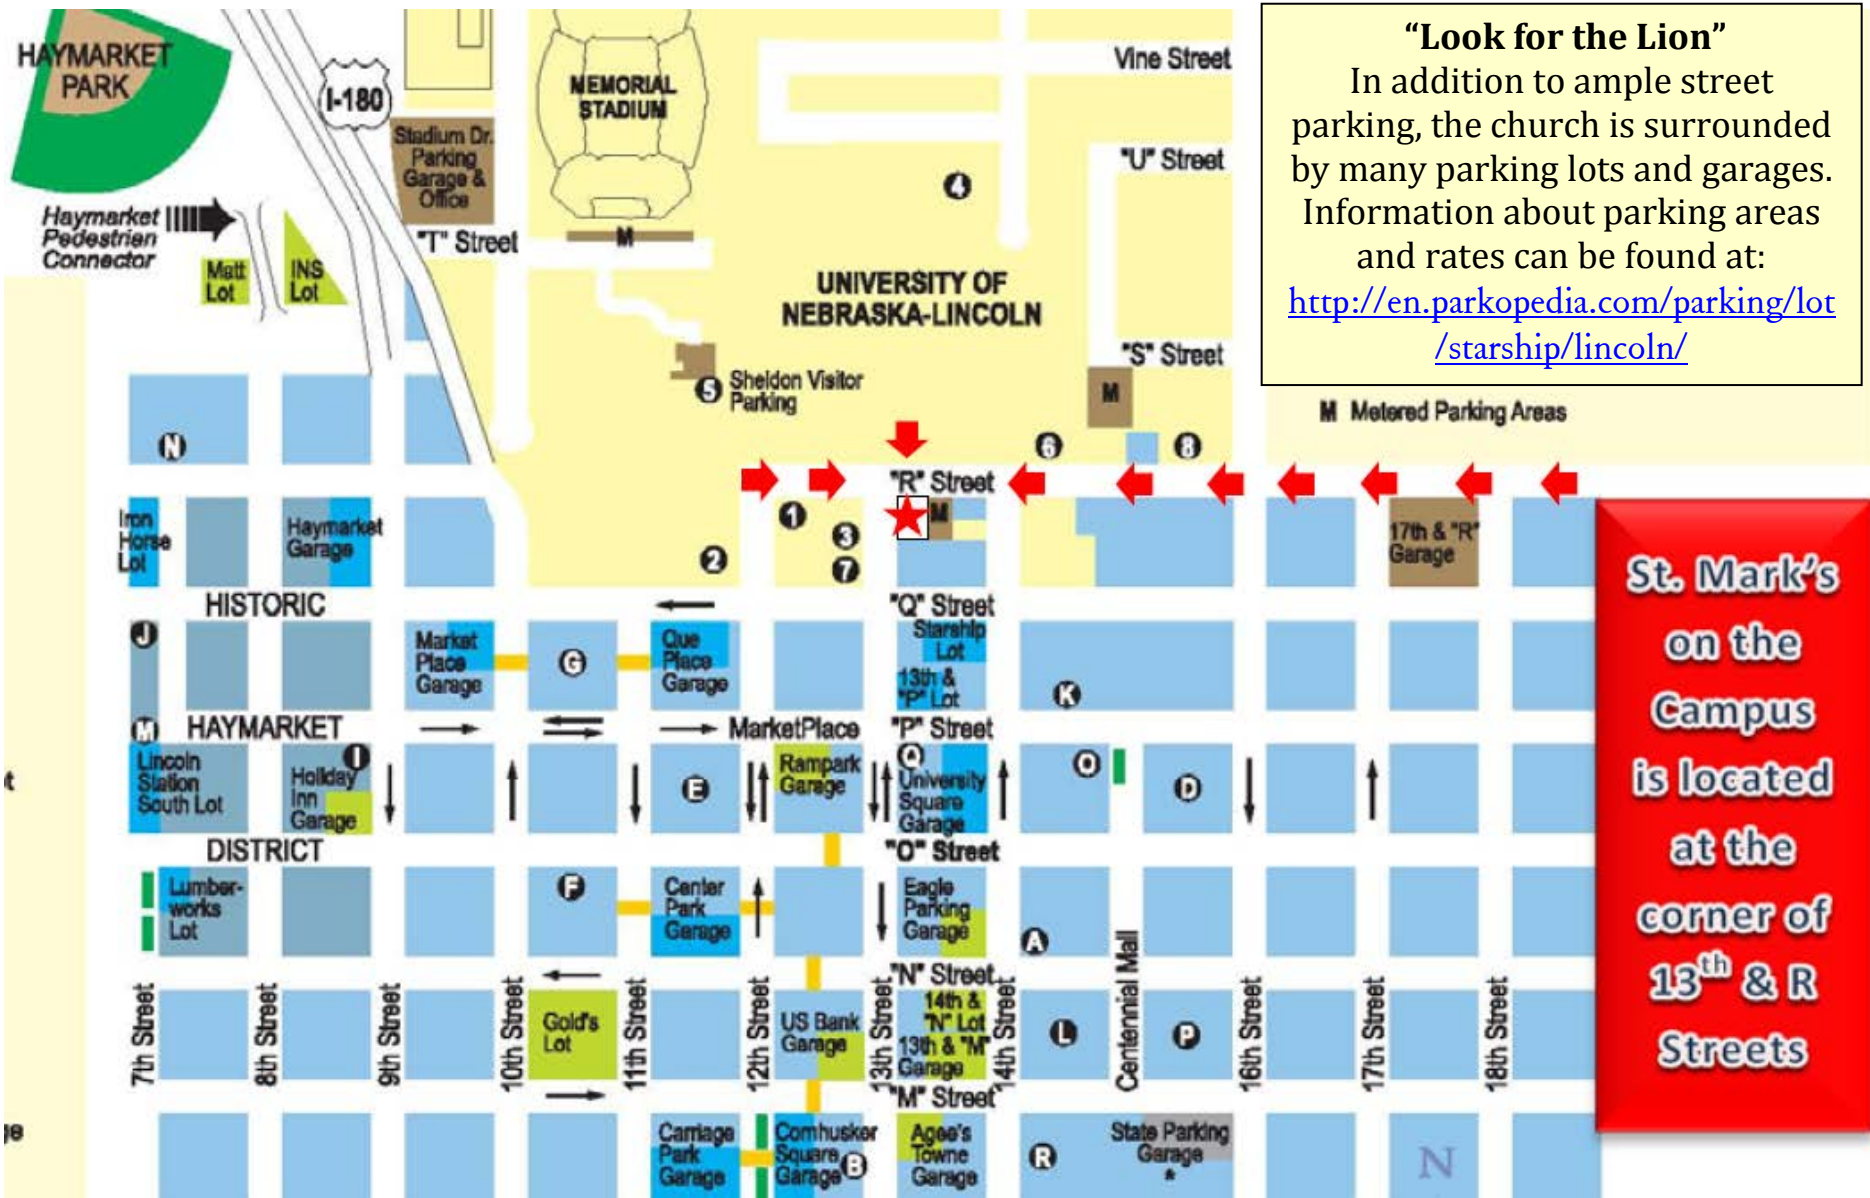 HAYMARKET
PARK
I-180
MEMORIAL
STADIUM
Stadium Dr.
Parking
Garage &
Office
Vine Street
"U" Street
4
“Look for the Lion”
In addition to ample street
parking, the church is surrounded
by many parking lots and garages.
Information about parking areas
and rates can be found at:
http://en.parkopedia.com/parking/lot
/starship/lincoln/
Haymarket
Pedestrian
Connector
"T" Street
M
Matt
Lot
INS
Lot
UNIVERSITY OF
NEBRASKA-LINCOLN
"S" Street
5
Sheldon Visitor
Parking
M
M Metered Parking Areas
N
6
8
"R" Street
Iron
Horse
Lot
Haymarket
Garage
1
2
3
7
M
17th & "R"
Garage
HISTORIC
"Q" Street
J
Market
Place
Garage
G
Que
Place
Garage
Starship
Lot
13th &
"P" Lot
K
M
HAYMARKET
MarketPlace
"P" Street
Lincoln
Station
South Lot
I
Holiday
Inn
Garage
E
Rampark
Garage
Q
University
Square
Garage
O
D
DISTRICT
"O" Street
Lumber-
works
Lot
F
Center
Park
Garage
Eagle
Parking
Garage
A
"N" Street
7th Street
8th Street
9th Street
10th Street
Gold's
Lot
11th Street
12th Street
US Bank
Garage
13th Street
14th &
"N" Lot
13th & "M"
Garage
14th Street
L
Centennial Mall
P
16th Street
17th Street
18th Street
"M" Street
Carriage
Park
Garage
Cornhusker
Square
Garage
B
Agee's
Towne
Garage
R
State Parking
Garage
*
N
St. Mark’s
on the
Campus
is located
at the
corner of
13th & R
Streets